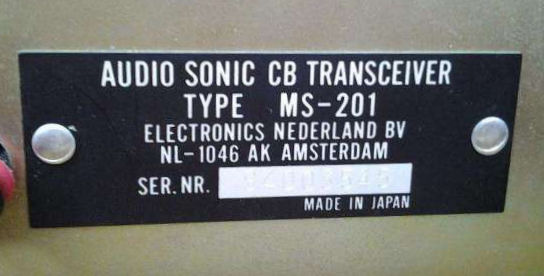 AUDIO SONIC CB TRANSCEIVER
TYPE MS-201
ELECTRONICS NEDERLAND BV
NL-1046 AK AMSTERDAM
SER. NR.
MADE IN JAPAN